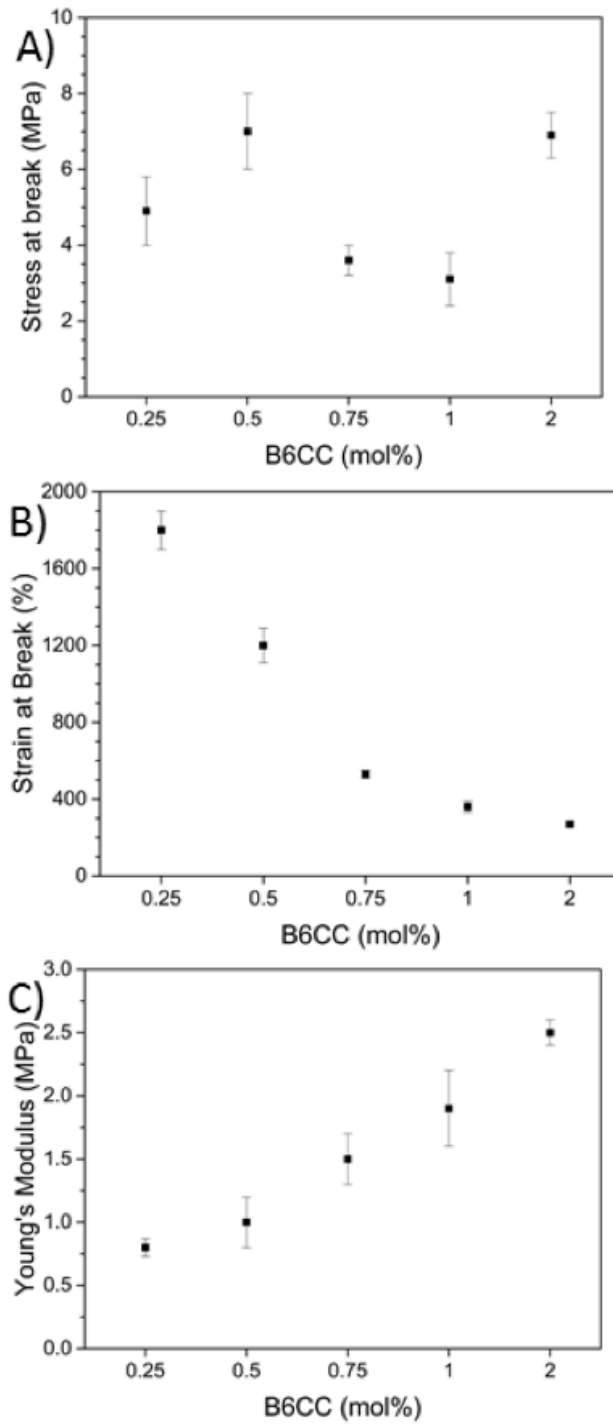 A)
Stress at break (MPa)
10
8
6
4
2
0
0.25 0.5 0.75 1 2
B6CC (mol%)
B)
Strain at Break (%)
2000
1600
1200
800
400
0
0.25 0.5 0.75 1 2
B6CC (mol%)
C)
Young's Modulus (MPa)
3.0
2.5
2.0
1.5
1.0
0.5
0.0
0.25 0.5 0.75 1 2
B6CC (mol%)